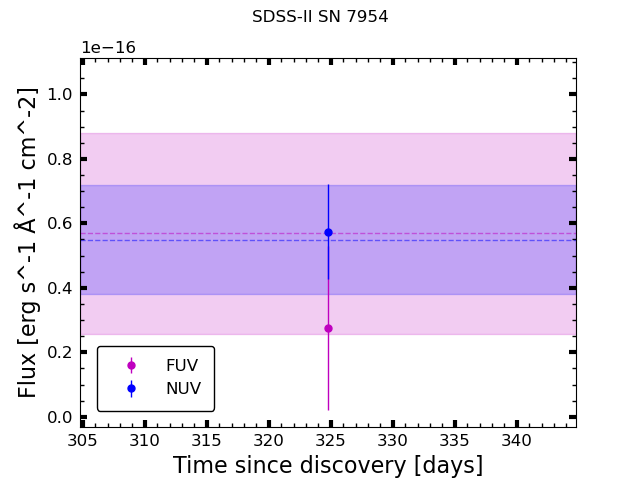 SDSS-II SN 7954
1e−16
1.0
0.8
0.6
0.4
0.2
0.0
Flux [erg s^-1 Å^-1 cm^-2]
FUV
NUV
305 310 315 320 325 330 335 340
Time since discovery [days]